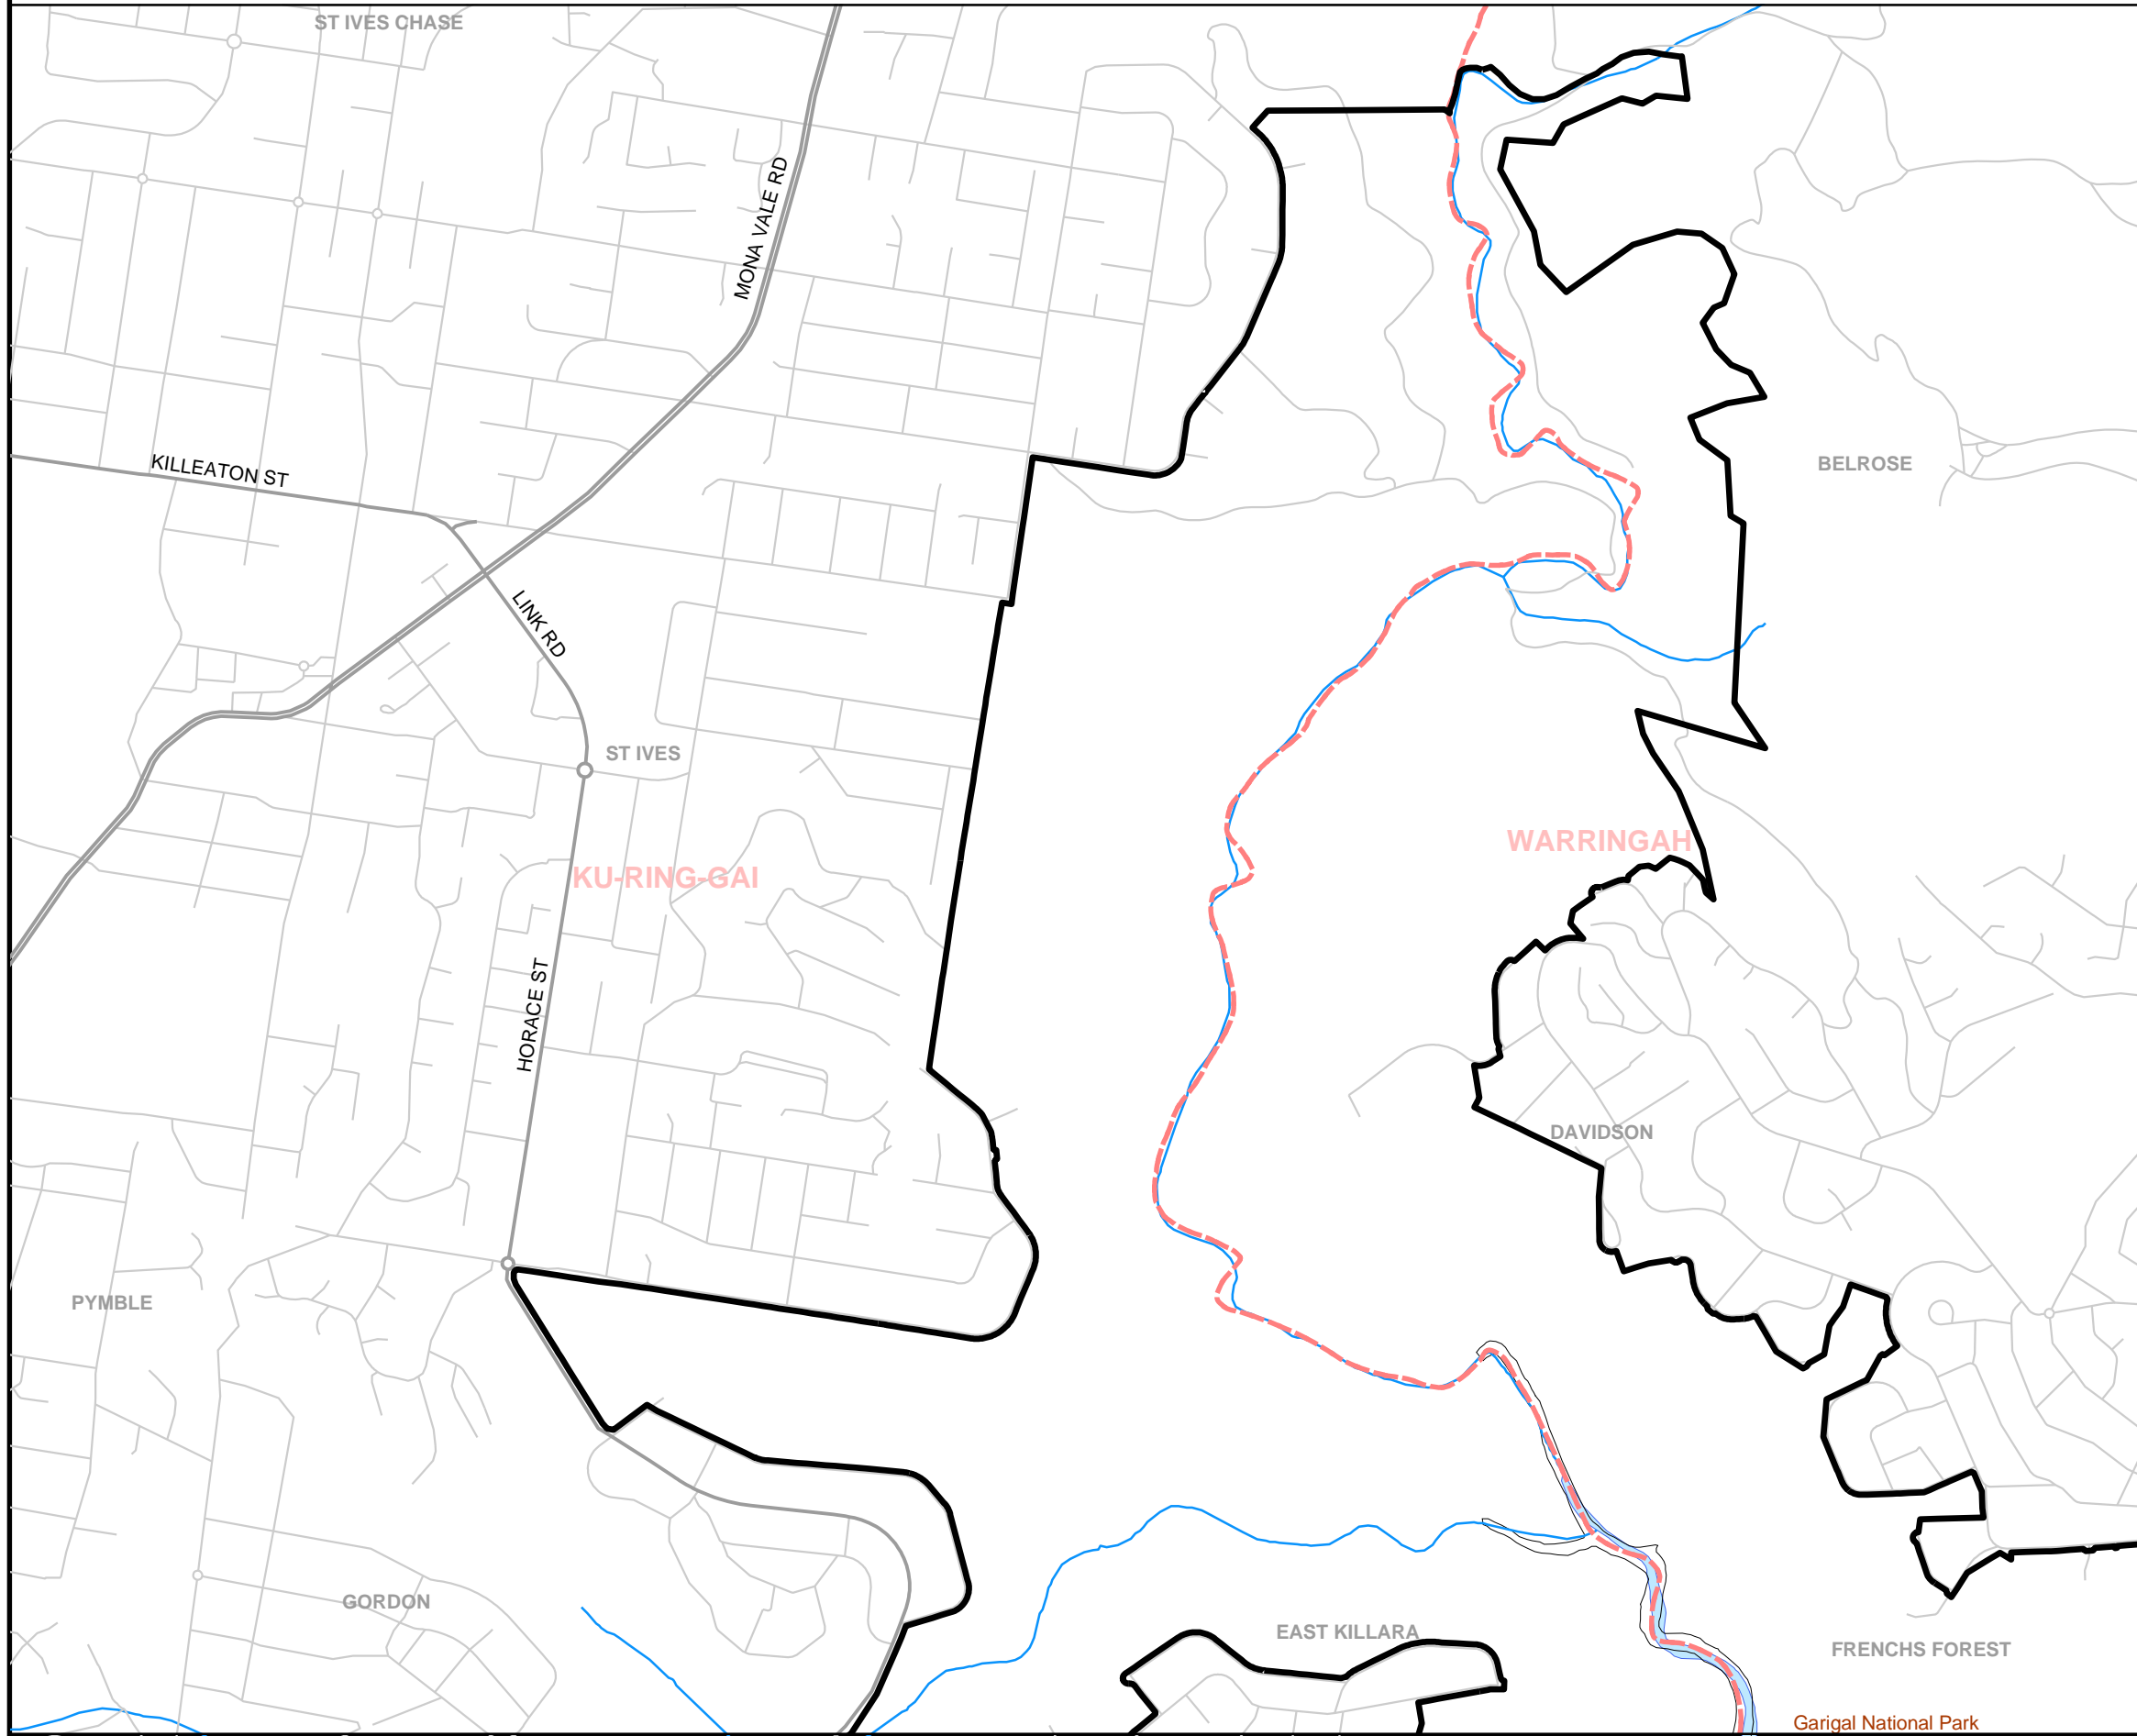 ST IVES CHASE
MONA VALE RD
KILLEATON ST
BELROSE
LINK RD
ST IVES
WARRINGAH
KU-RING-GAI
HORACE ST
DAVIDSON
PYMBLE
GORDON
EAST KILLARA
FRENCHS FOREST
Garigal National Park